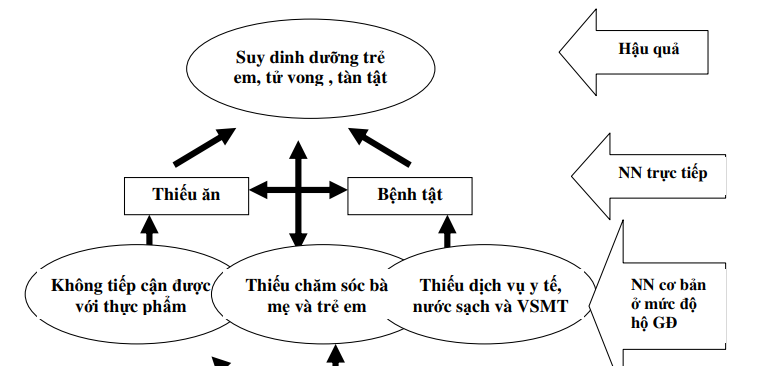 Suy dinh dưỡng trẻ
em, tử vong , tàn tật
Hậu quả
NN trực tiếp
Thiếu ăn
Bệnh tật
Không tiếp cận được
với thực phẩm
Thiếu chăm sóc bà
mẹ và trẻ em
Thiếu dịch vụ y tế,
nước sạch và VSMT
NN cơ bản
ở mức độ
hộ GĐ